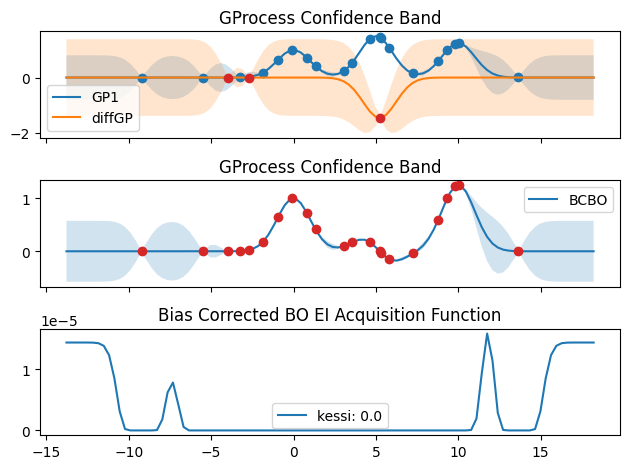 GProcess Confidence Band
0
−2
GP1
diffGP
GProcess Confidence Band
1
0
BCBO
Bias Corrected BO EI Acquisition Function
1e−5
1
0
kessi: 0.0
−15 −10 −5 0 5 10 15